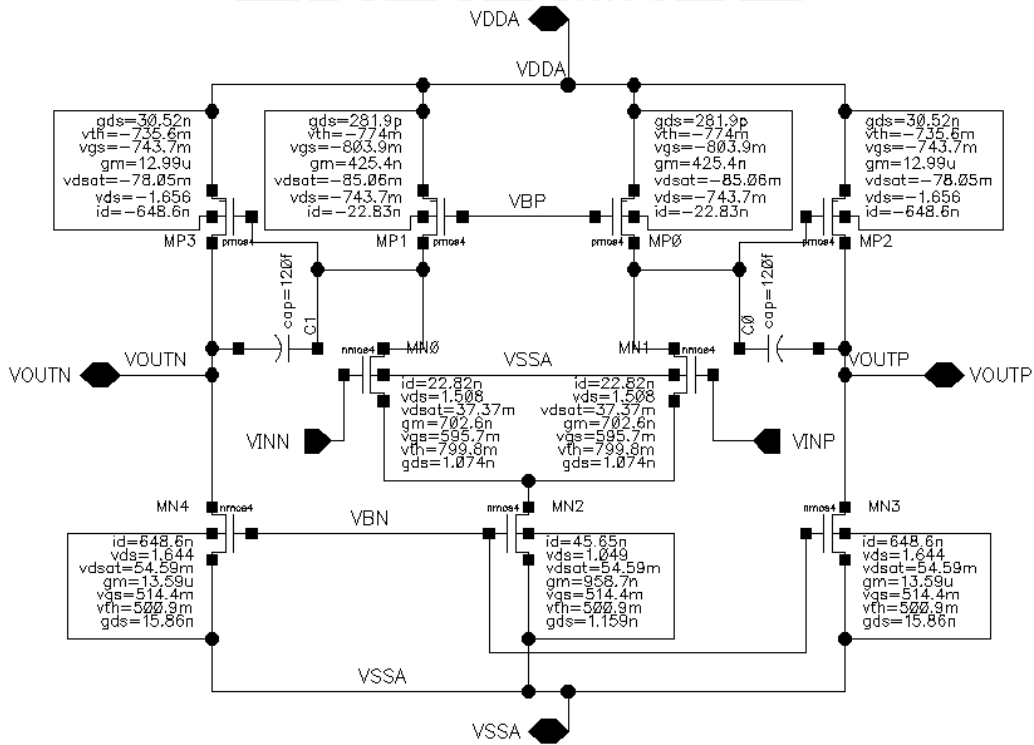 VDDA
VDDA
gds=30.52n
vth=-735.6m
vgs=-743.7m
gm=12.99u
vdsat=-78.05m
vds=-1.656
id=-648.6n
MP3
pmos4
gds=281.9p
vth=-774m
vgs=-803.9m
gm=425.4n
vdsat=-85.06m
vds=-743.7m
id=-22.83n
MP1
pmos4
VBP
gds=281.9p
vth=-774m
vgs=-803.9m
gm=425.4n
vdsat=-85.06m
vds=-743.7m
id=-22.83n
MP0
pmos4
gds=30.52n
vth=-735.6m
vgs=-743.7m
gm=12.99u
vdsat=-78.05m
vds=-1.656
id=-648.6n
MP2
pmos4
cap=120f
C1
C0
cap=120f
VOUTN
VOUTN
MN0
nmos4
VSSA
MN1
nmos4
VOUTP
VOUTP
id=22.82n
vds=1.508
vdsat=37.37m
gm=702.6n
vgs=595.7m
vth=799.8m
gds=1.074n
id=22.82n
vds=1.508
vdsat=37.37m
gm=702.6n
vgs=595.7m
vth=799.8m
gds=1.074n
VINN
VINP
MN4
nmos4
VBN
nmos4
MN2
nmos4
MN3
id=648.6n
vds=1.644
vdsat=54.59m
gm=13.59u
vgs=514.4m
vth=500.9m
gds=15.86n
id=45.65n
vds=1.049
vdsat=54.59m
gm=958.7n
vgs=514.4m
vth=500.9m
gds=1.159n
id=648.6n
vds=1.644
vdsat=54.59m
gm=13.59u
vgs=514.4m
vth=500.9m
gds=15.86n
VSSA
VSSA